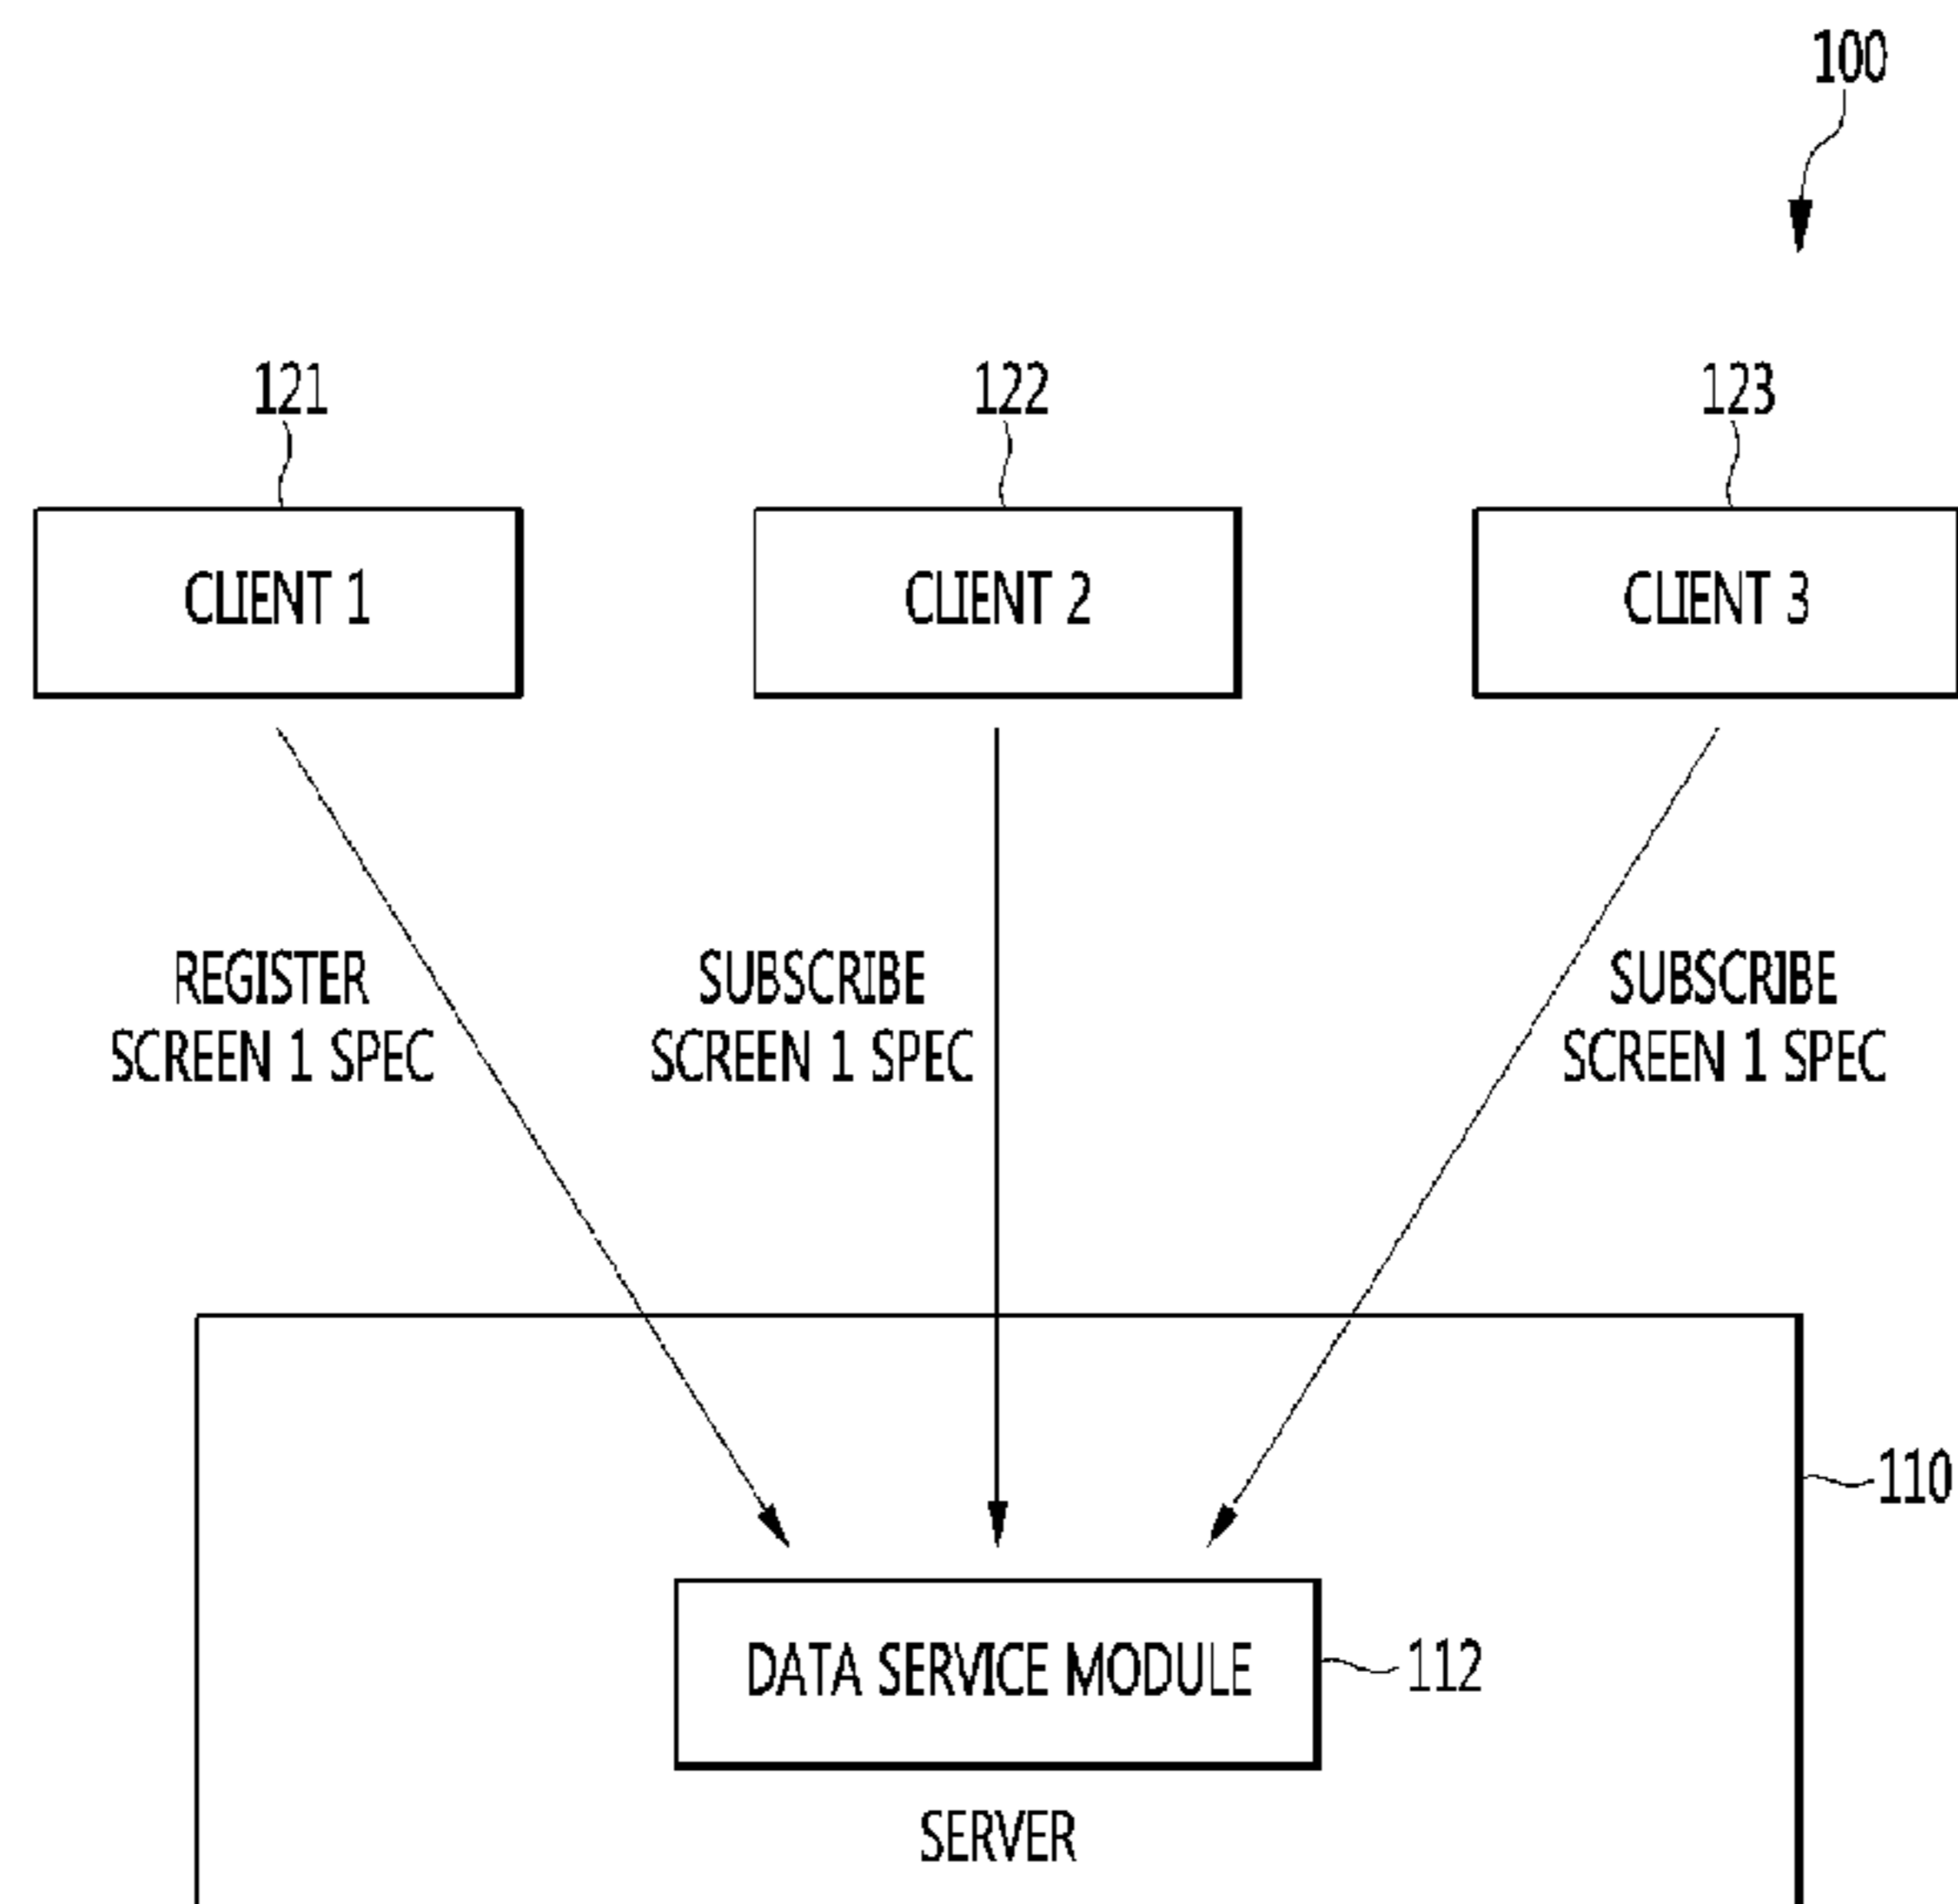 100
121
122
123
CLIENT 1
CLIENT 2
CLIENT 3
REGISTER
SCREEN 1 SPEC
SUBSCRIBE
SCREEN 1 SPEC
SUBSCRIBE
SCREEN 1 SPEC
110
DATA SERVICE MODULE
112
SERVER